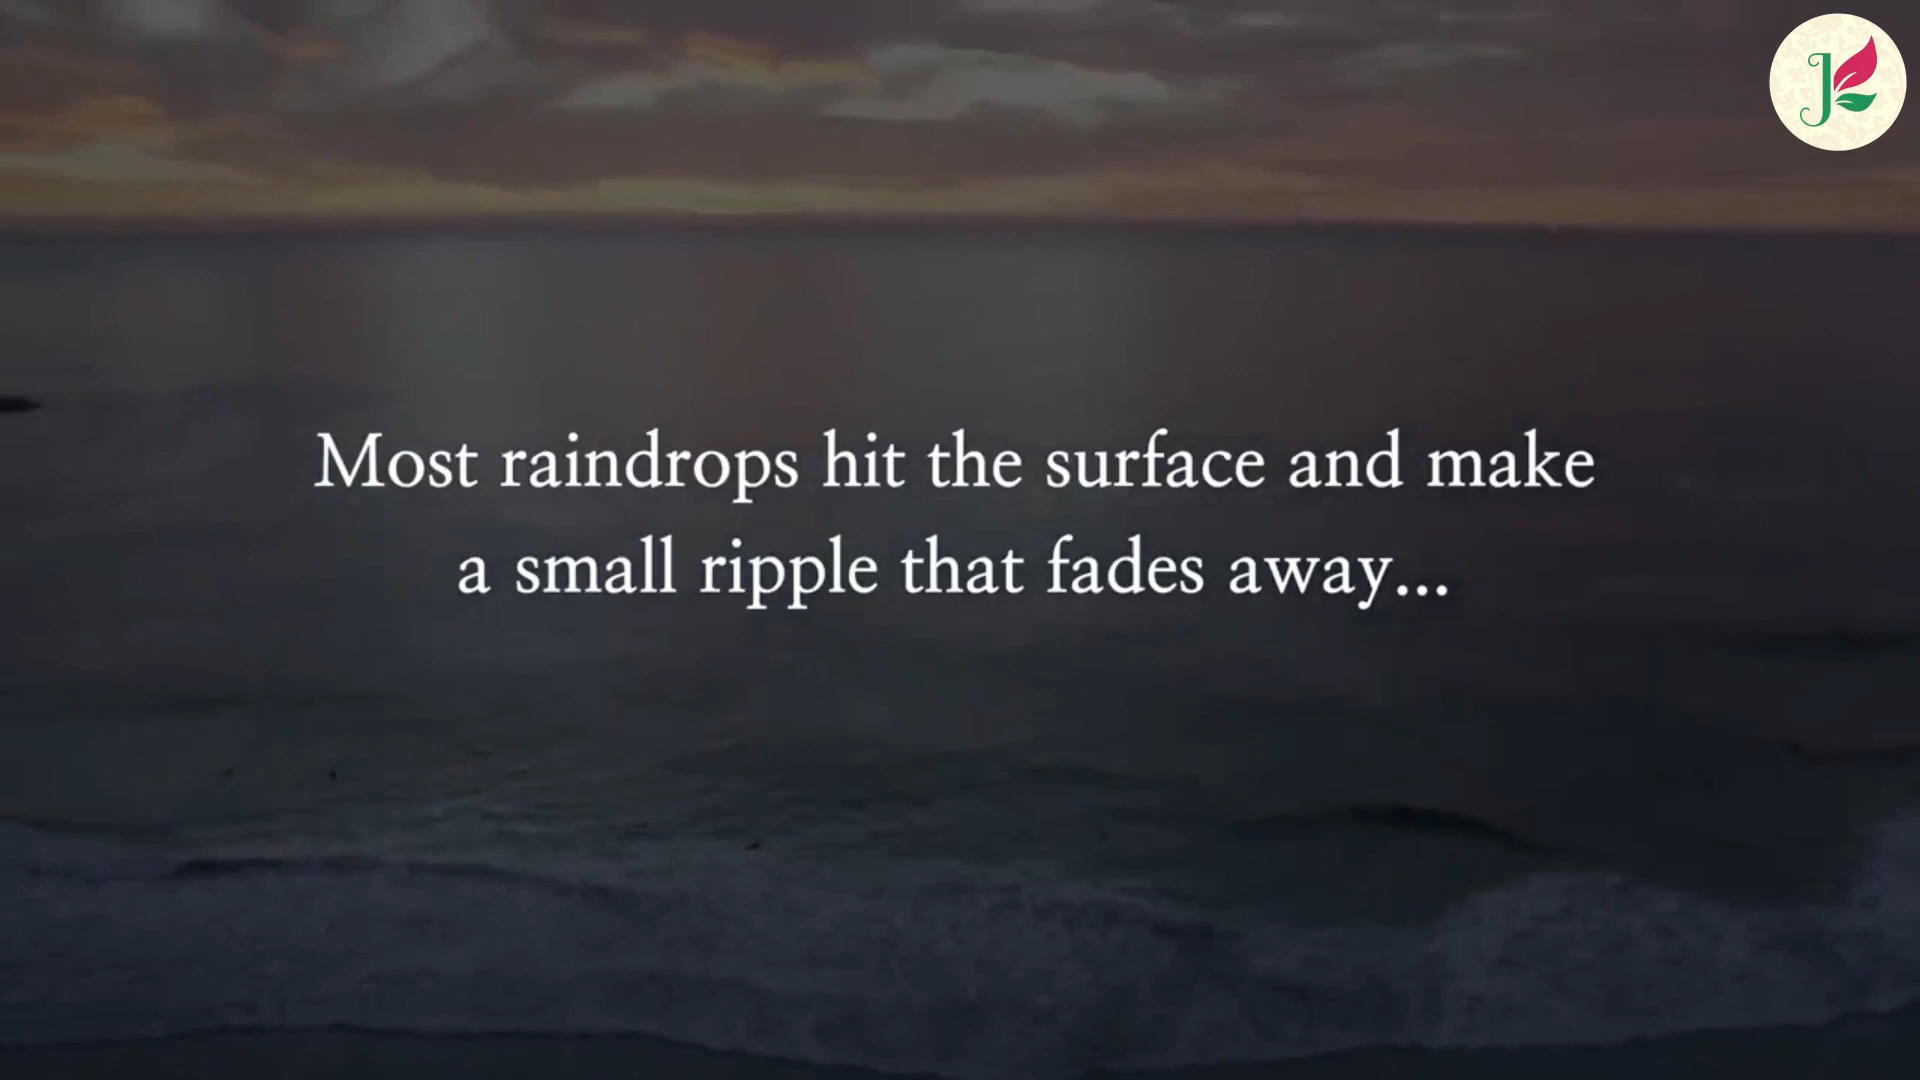 J
Most raindrops hit the surface and make
a small ripple that fades away...